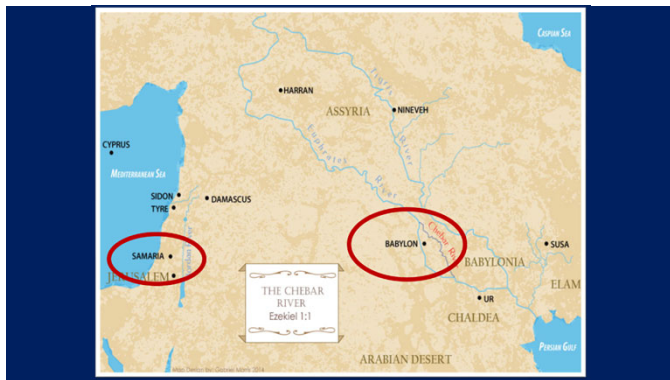 CASPIAN SEA
HARRAN
Tigris River
ASSYRIA
NINEVEH
CYPRUS
Euphrates River
MEDITERRANEAN SEA
SIDON
DAMASCUS
TYRE
Chebar River
SAMARIA
BABYLON
SUSA
BABYLONIA
JERUSALEM
ELAM
THE CHEBAR
RIVER
Ezekiel 1:1
UR
CHALDEA
PERSIAN GULF
ARABIAN DESERT